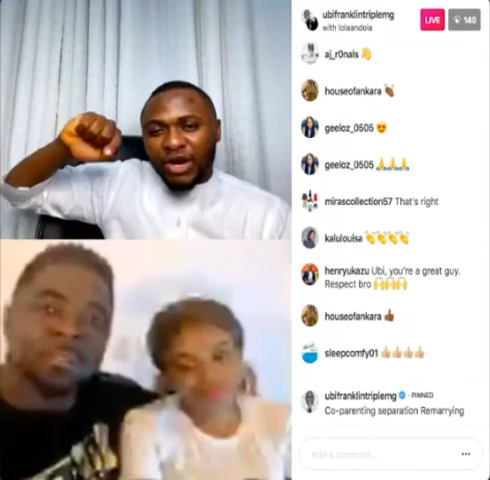 ubifranklintriplemg
with lolaandola
LIVE
140
aj_r0nals 👋
houseofankara 👏🏾
geeloz_0505 😍
geeloz_0505 🙏🙏🙏
mirascollection57 That's right
kalulouisa 👏👏👏👏
henryukazu Ubi, you're a great guy.
Respect bro 🙌🙌🙌
houseofankara 👍🏾
sleepcomfy01 👍🏼👍🏼👍🏼👍🏼
ubifranklintriplemg · PINNED
Co-parenting separation Remarrying
Add a comment...